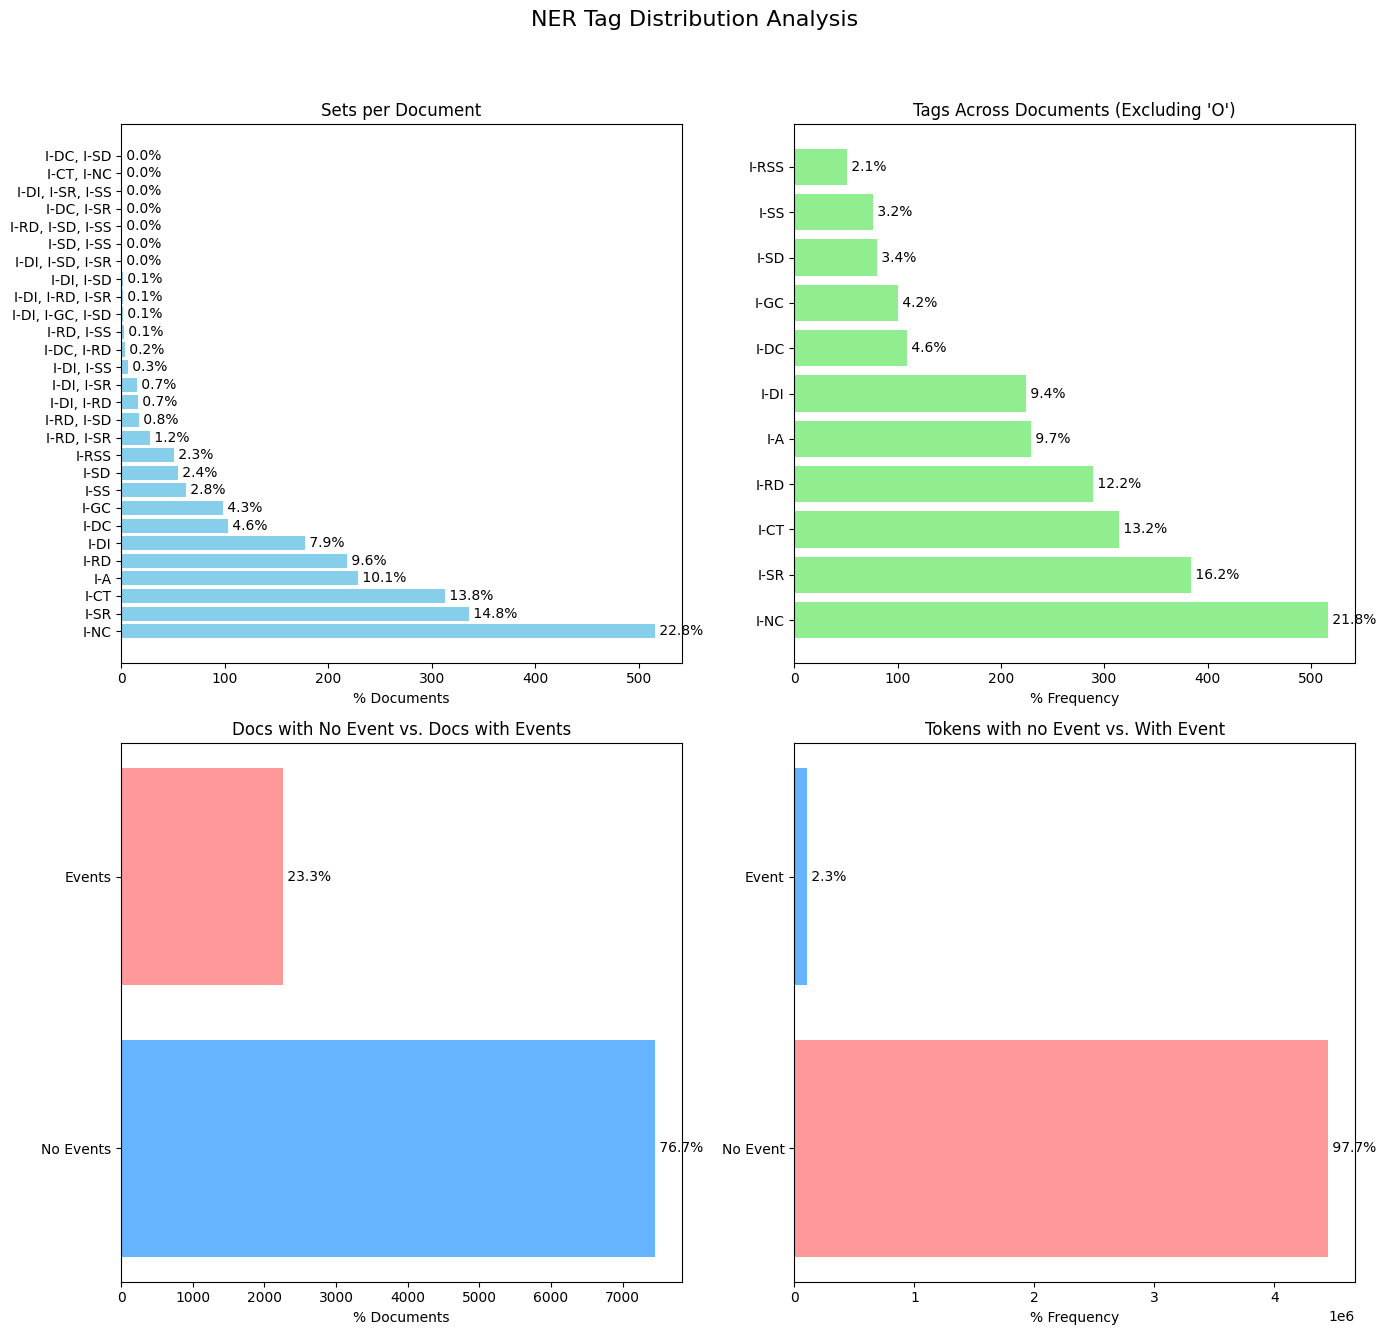 NER Tag Distribution Analysis
Sets per Document
I-DC, I-SD 0.0%
I-CT, I-NC 0.0%
I-DI, I-SR, I-SS 0.0%
I-DC, I-SR 0.0%
I-RD, I-SD, I-SS 0.0%
I-SD, I-SS 0.0%
I-DI, I-SD, I-SR 0.0%
I-DI, I-SD 0.1%
I-DI, I-RD, I-SR 0.1%
I-DI, I-GC, I-SD 0.1%
I-RD, I-SS 0.1%
I-DC, I-RD 0.2%
I-DI, I-SS 0.3%
I-DI, I-SR 0.7%
I-DI, I-RD 0.7%
I-RD, I-SD 0.8%
I-RD, I-SR 1.2%
I-RSS 2.3%
I-SD 2.4%
I-SS 2.8%
I-GC 4.3%
I-DC 4.6%
I-DI 7.9%
I-RD 9.6%
I-A 10.1%
I-CT 13.8%
I-SR 14.8%
I-NC 22.8%
0 100 200 300 400 500
% Documents
Tags Across Documents (Excluding 'O')
I-RSS 2.1%
I-SS 3.2%
I-SD 3.4%
I-GC 4.2%
I-DC 4.6%
I-DI 9.4%
I-A 9.7%
I-RD 12.2%
I-CT 13.2%
I-SR 16.2%
I-NC 21.8%
0 100 200 300 400 500
% Frequency
Docs with No Event vs. Docs with Events
Events 23.3%
No Events 76.7%
0 1000 2000 3000 4000 5000 6000 7000
% Documents
Tokens with no Event vs. With Event
Event 2.3%
No Event 97.7%
0 1 2 3 4
1e6
% Frequency